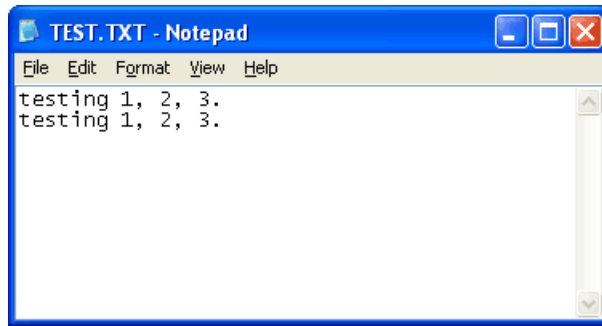 TEST.TXT - Notepad
File Edit Format View Help
testing 1, 2, 3.
testing 1, 2, 3.